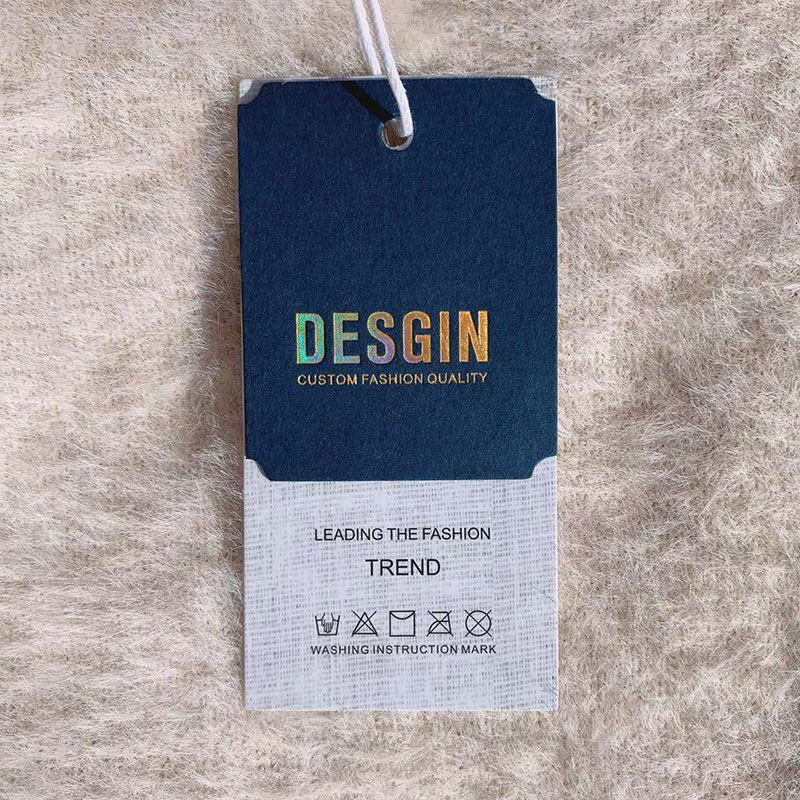 DESGIN
CUSTOM FASHION QUALITY
LEADING THE FASHION
TREND
WASHING INSTRUCTION MARK